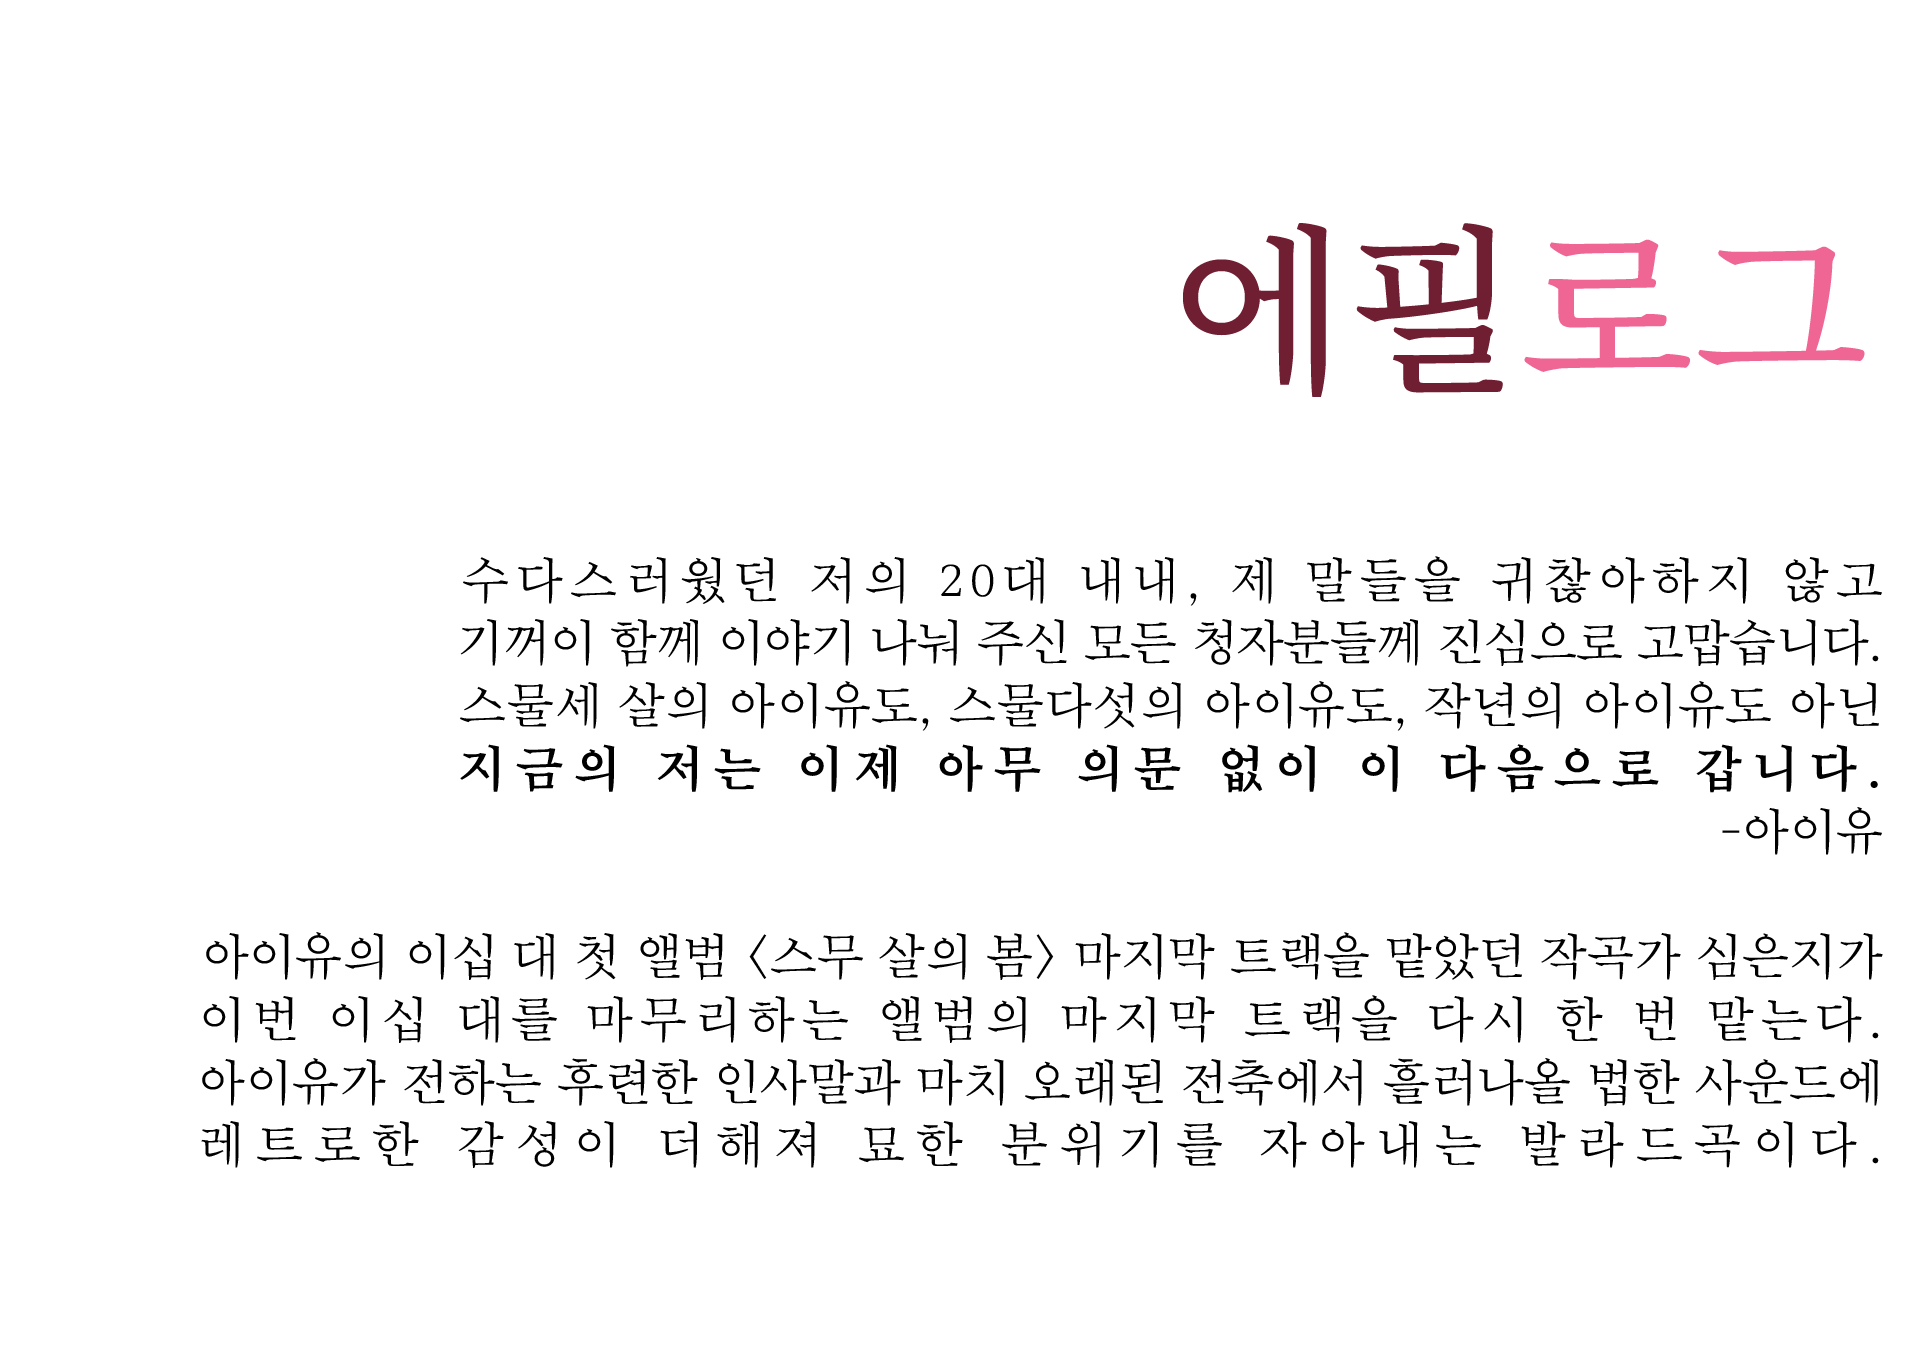 에필로그
수다스러웠던 저의 20대 내내, 제 말들을 귀찮아하지 않고
기꺼이 함께 이야기 나눠 주신 모든 청자분들께 진심으로 고맙습니다.
스물세 살의 아이유도, 스물다섯의 아이유도, 작년의 아이유도 아닌
지금의 저는 이제 아무 의문 없이 이 다음으로 갑니다.
-아이유
아이유의 이십 대 첫 앨범 〈스무 살의 봄〉 마지막 트랙을 맡았던 작곡가 심은지가
이번 이십 대를 마무리하는 앨범의 마지막 트랙을 다시 한 번 맡는다.
아이유가 전하는 후련한 인사말과 마치 오래된 전축에서 흘러나올 법한 사운드에
레트로한 감성이 더해져 묘한 분위기를 자아내는 발라드곡이다.